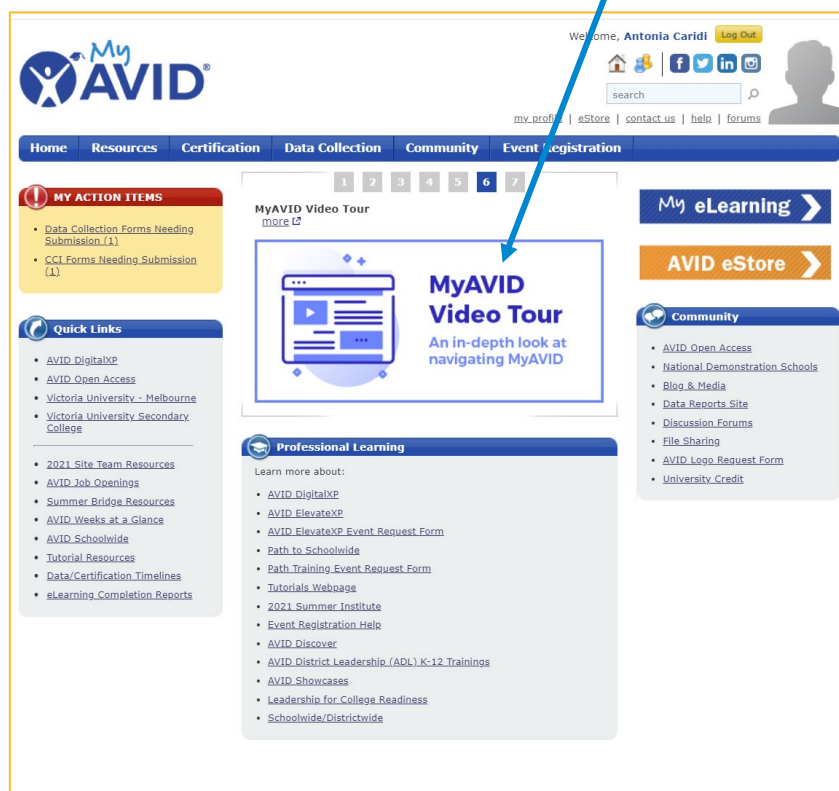 My
AVID®
Welcome, Antonia Caridi Log Out
search
my profile | eStore | contact us | help | forums
Home Resources Certification Data Collection Community Event Registration
MY ACTION ITEMS
Data Collection Forms Needing
Submission (1)
CCI Forms Needing Submission
(1)
Quick Links
AVID DigitalXP
AVID Open Access
Victoria University - Melbourne
Victoria University Secondary
College
2021 Site Team Resources
AVID Job Openings
Summer Bridge Resources
AVID Weeks at a Glance
AVID Schoolwide
Tutorial Resources
Data/Certification Timelines
eLearning Completion Reports
1 2 3 4 5 6 7
MyAVID Video Tour
more
MyAVID
Video Tour
An in-depth look at
navigating MyAVID
Professional Learning
Learn more about:
AVID DigitalXP
AVID ElevateXP
AVID ElevateXP Event Request Form
Path to Schoolwide
Path Training Event Request Form
Tutorials Webpage
2021 Summer Institute
Event Registration Help
AVID Discover
AVID District Leadership (ADL) K-12 Trainings
AVID Showcases
Leadership for College Readiness
Schoolwide/Districtwide
My eLearning
AVID eStore
Community
AVID Open Access
National Demonstration Schools
Blog & Media
Data Reports Site
Discussion Forums
File Sharing
AVID Logo Request Form
University Credit